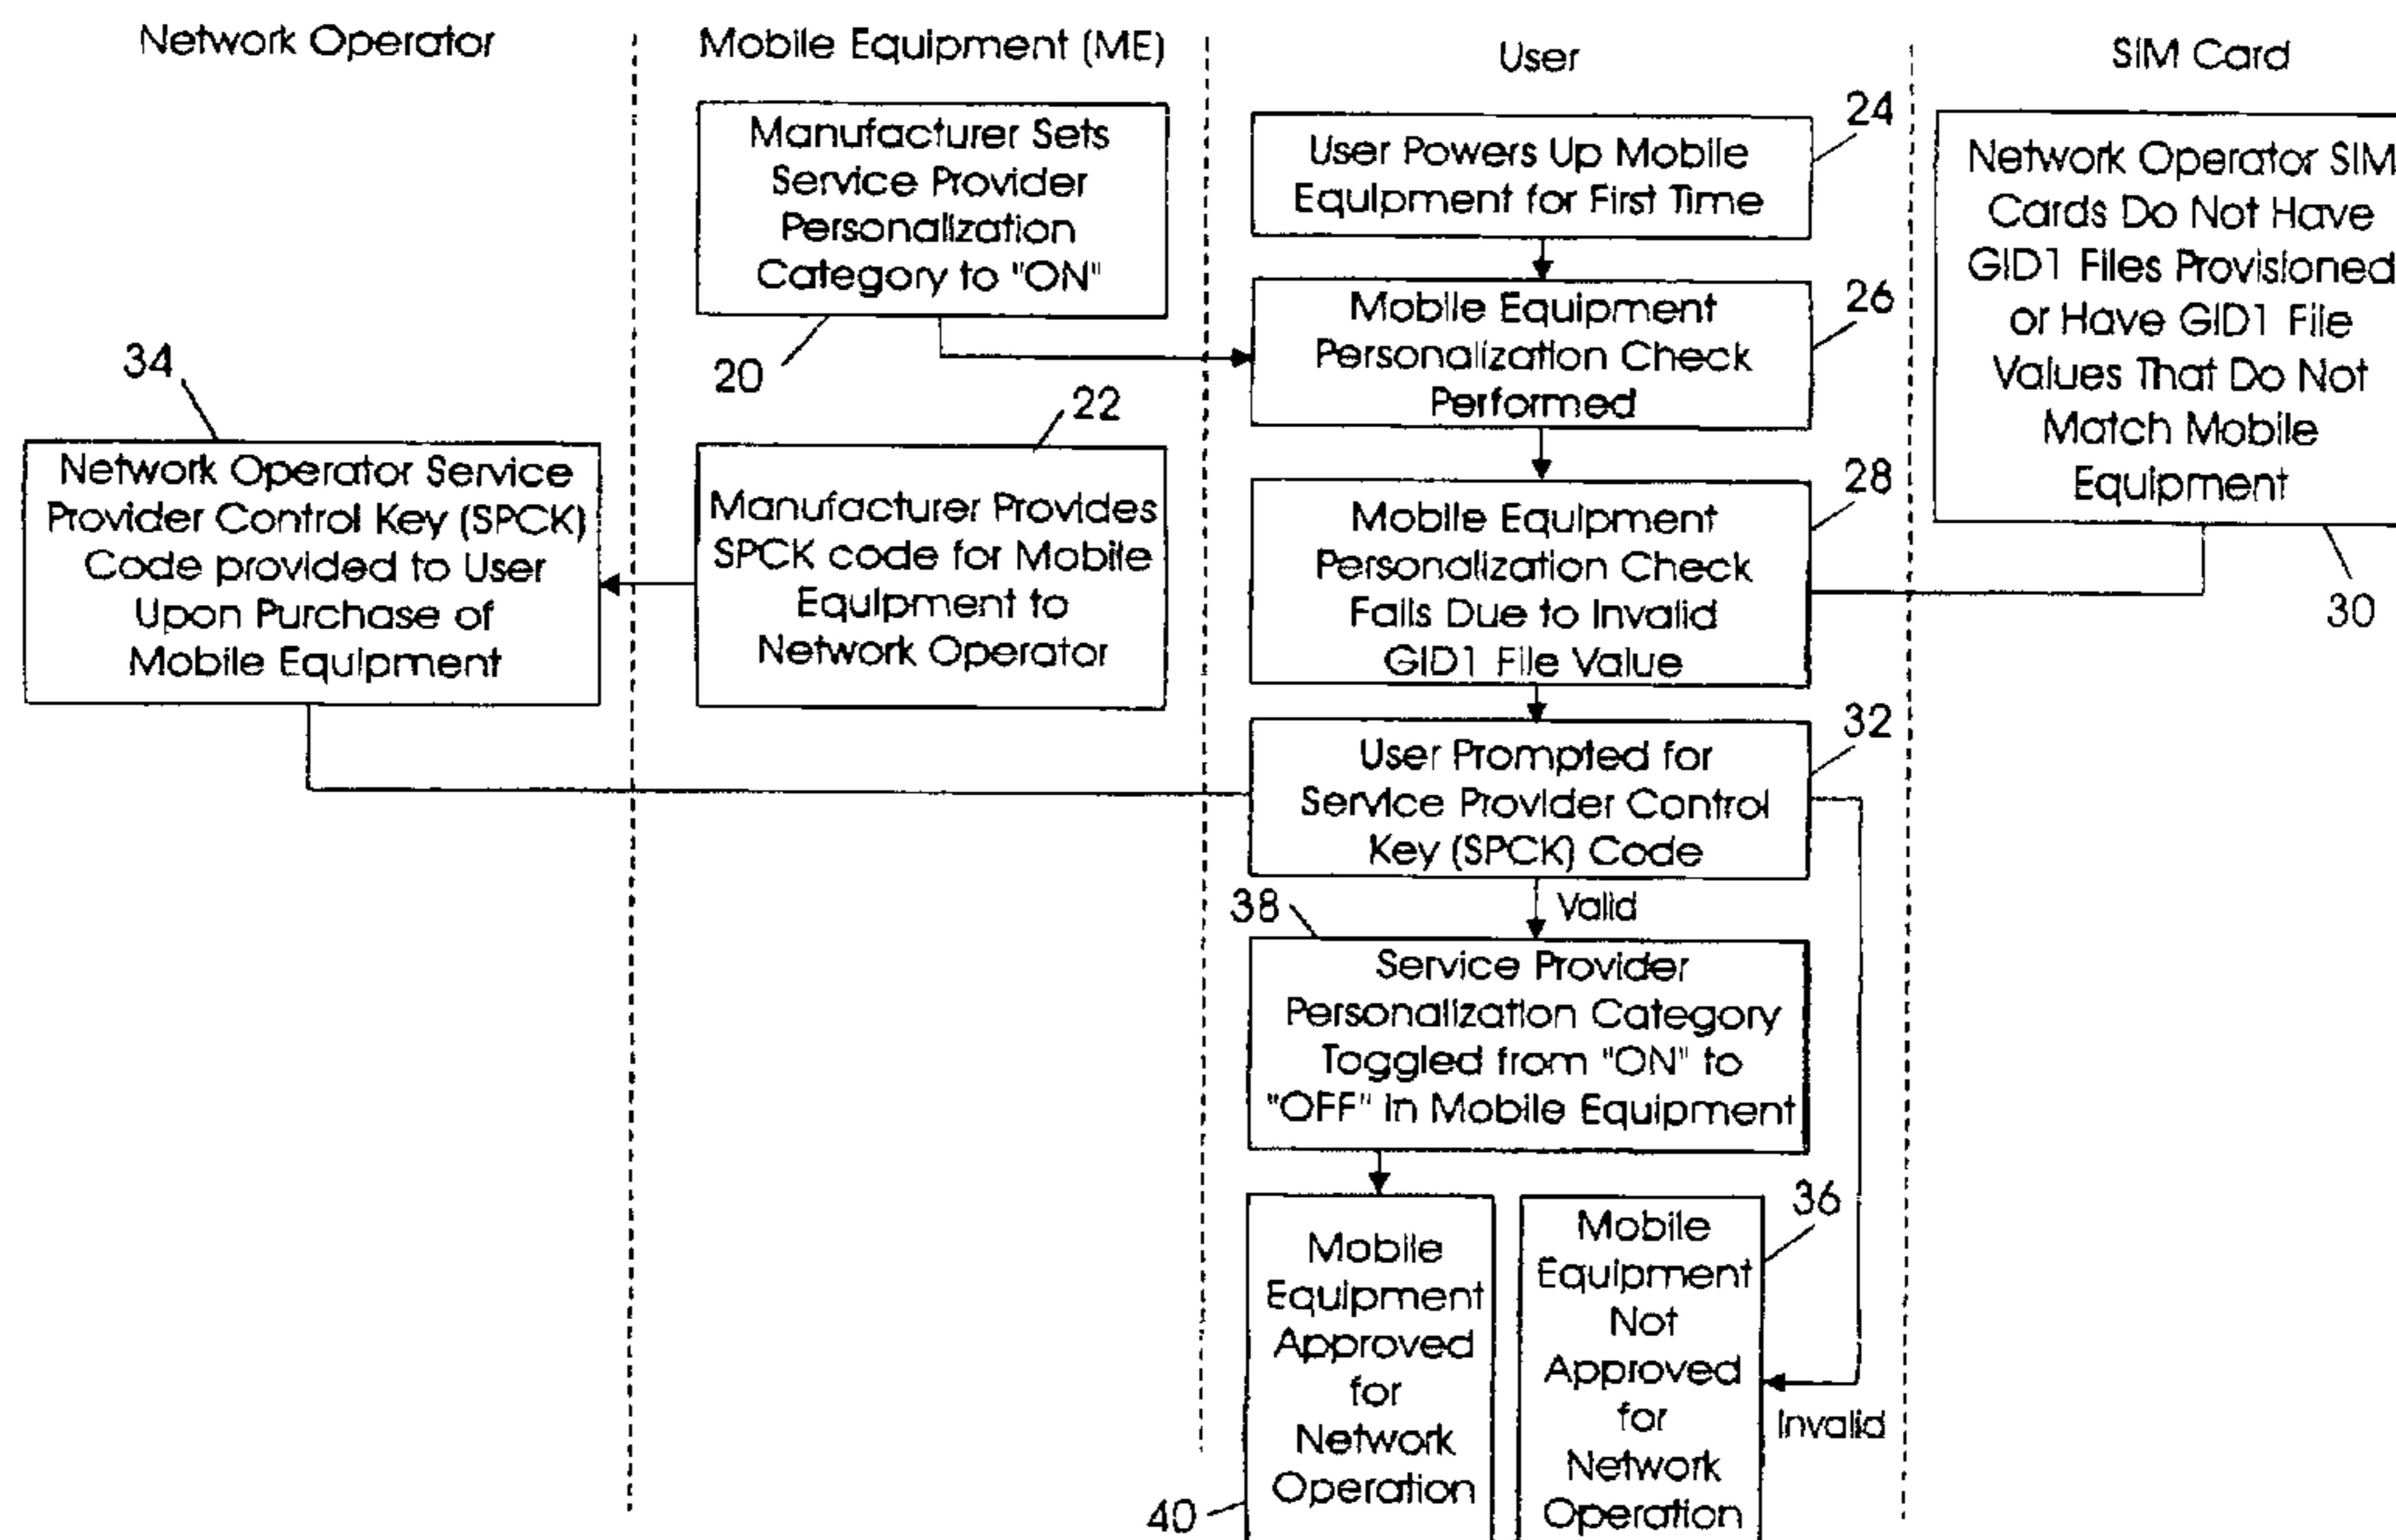 Network Operator
Mobile Equipment (ME)
User
SIM Card
Manufacturer Sets
Service Provider
Personalization
Category to "ON"
20
24
User Powers Up Mobile
Equipment for First Time
26
Mobile Equipment
Personalization Check
Performed
Network Operator SIM
Cards Do Not Have
GID1 Files Provisioned
or Have GID1 File
Values That Do Not
Match Mobile
Equipment
30
34
Network Operator Service
Provider Control Key (SPCK)
Code provided to User
Upon Purchase of
Mobile Equipment
22
Manufacturer Provides
SPCK code for Mobile
Equipment to
Network Operator
28
Mobile Equipment
Personalization Check
Fails Due to Invalid
GID1 File Value
32
User Prompted for
Service Provider Control
Key (SPCK) Code
38
Valid
Service Provider
Personalization Category
Toggled from "ON" to
"OFF" in Mobile Equipment
Mobile
Equipment
Approved
for
Network
Operation
40
36
Mobile
Equipment
Not
Approved
for
Network
Operation
Invalid